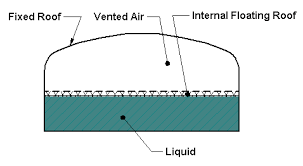 Fixed Roof
Vented Air
Internal Floating Roof
Liquid